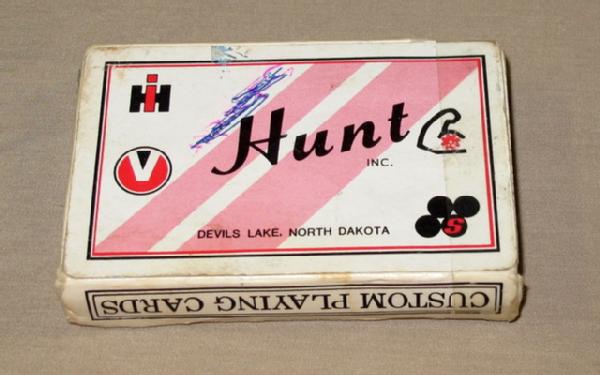 IH
Hunt
INC.
V
S
DEVILS LAKE, NORTH DAKOTA
CUSTOM PLAYING CARDS